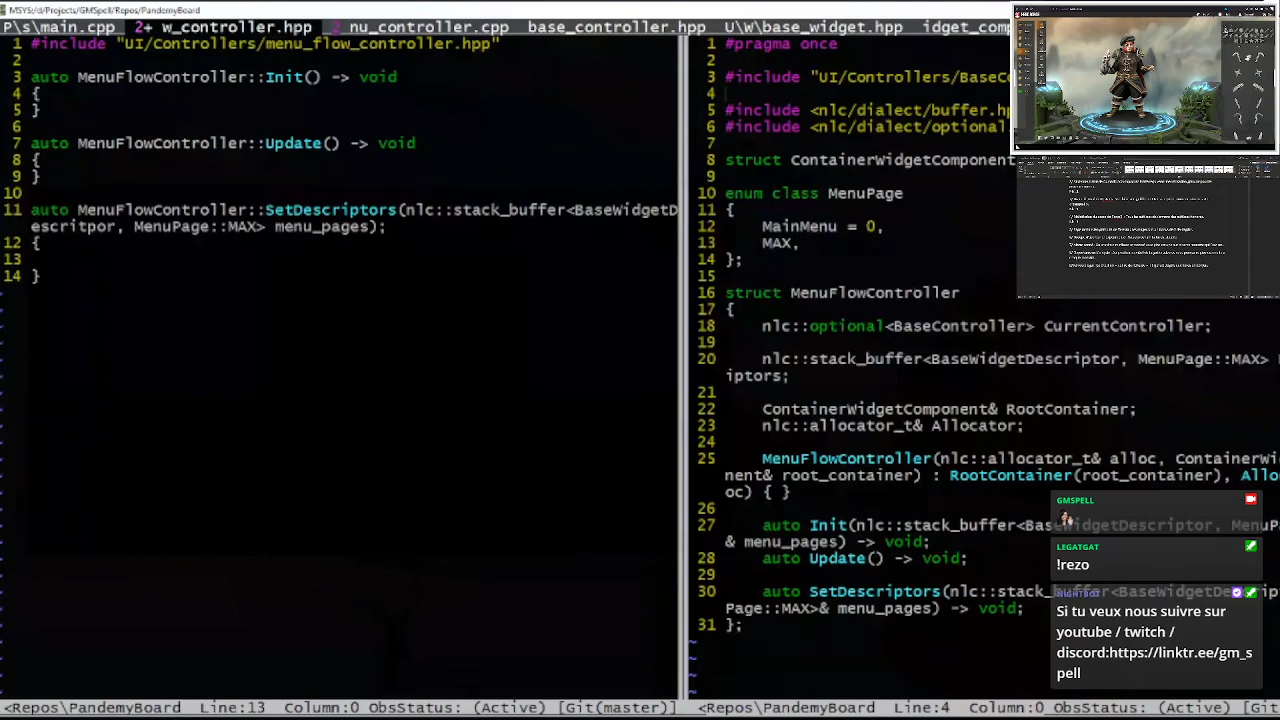 MSYS:/d/Projects/GMSpell/Repos/PandemyBoard
P\s\main.cpp 2+ w_controller.hpp nu_controller.cpp base_controller.hpp U\W\base_widget.hpp idget_comp
1 #include "UI/Controllers/menu_flow_controller.hpp"
2
3 auto MenuFlowController::Init() -> void
4 {
5 }
6
7 auto MenuFlowController::Update() -> void
8 {
9 }
10
11 auto MenuFlowController::SetDescriptors(nlc::stack_buffer<BaseWidgetD
escritpor, MenuPage::MAX> menu_pages);
12 {
13
14 }
<Repos\PandemyBoard Line:13 Column:0 ObsStatus: (Active) [Git(master)]
1 #pragma once
2
3 #include "UI/Controllers/BaseCo
4
5 #include <nlc/dialect/buffer.h
6 #include <nlc/dialect/optional
7
8 struct ContainerWidgetComponent
9
10 enum class MenuPage
11 {
12 MainMenu = 0,
13 MAX,
14 };
15
16 struct MenuFlowController
17 {
18 nlc::optional<BaseController> CurrentController;
19
20 nlc::stack_buffer<BaseWidgetDescriptor, MenuPage::MAX>
iptors;
21
22 ContainerWidgetComponent& RootContainer;
23 nlc::allocator_t& Allocator;
24
25 MenuFlowController(nlc::allocator_t& alloc, ContainerWi
nent& root_container) : RootContainer(root_container), Allo
oc) { }
26
27 auto Init(nlc::stack_buffer<BaseWidgetDescriptor, MenuP
& menu_pages) -> void;
28 auto Update() -> void;
29
30 auto SetDescriptors(nlc::stack_buffer<BaseWidgetDescript
Page::MAX>& menu_pages) -> void;
31 };
<Repos\PandemyBoard Line:4 Column:0 ObsStatus: (Active) [Git
GMSPELL
LEGATGAT
!rezo
NIGHTBOT
Si tu veux nous suivre sur
youtube / twitch /
discord:https://linktr.ee/gm_s
pell